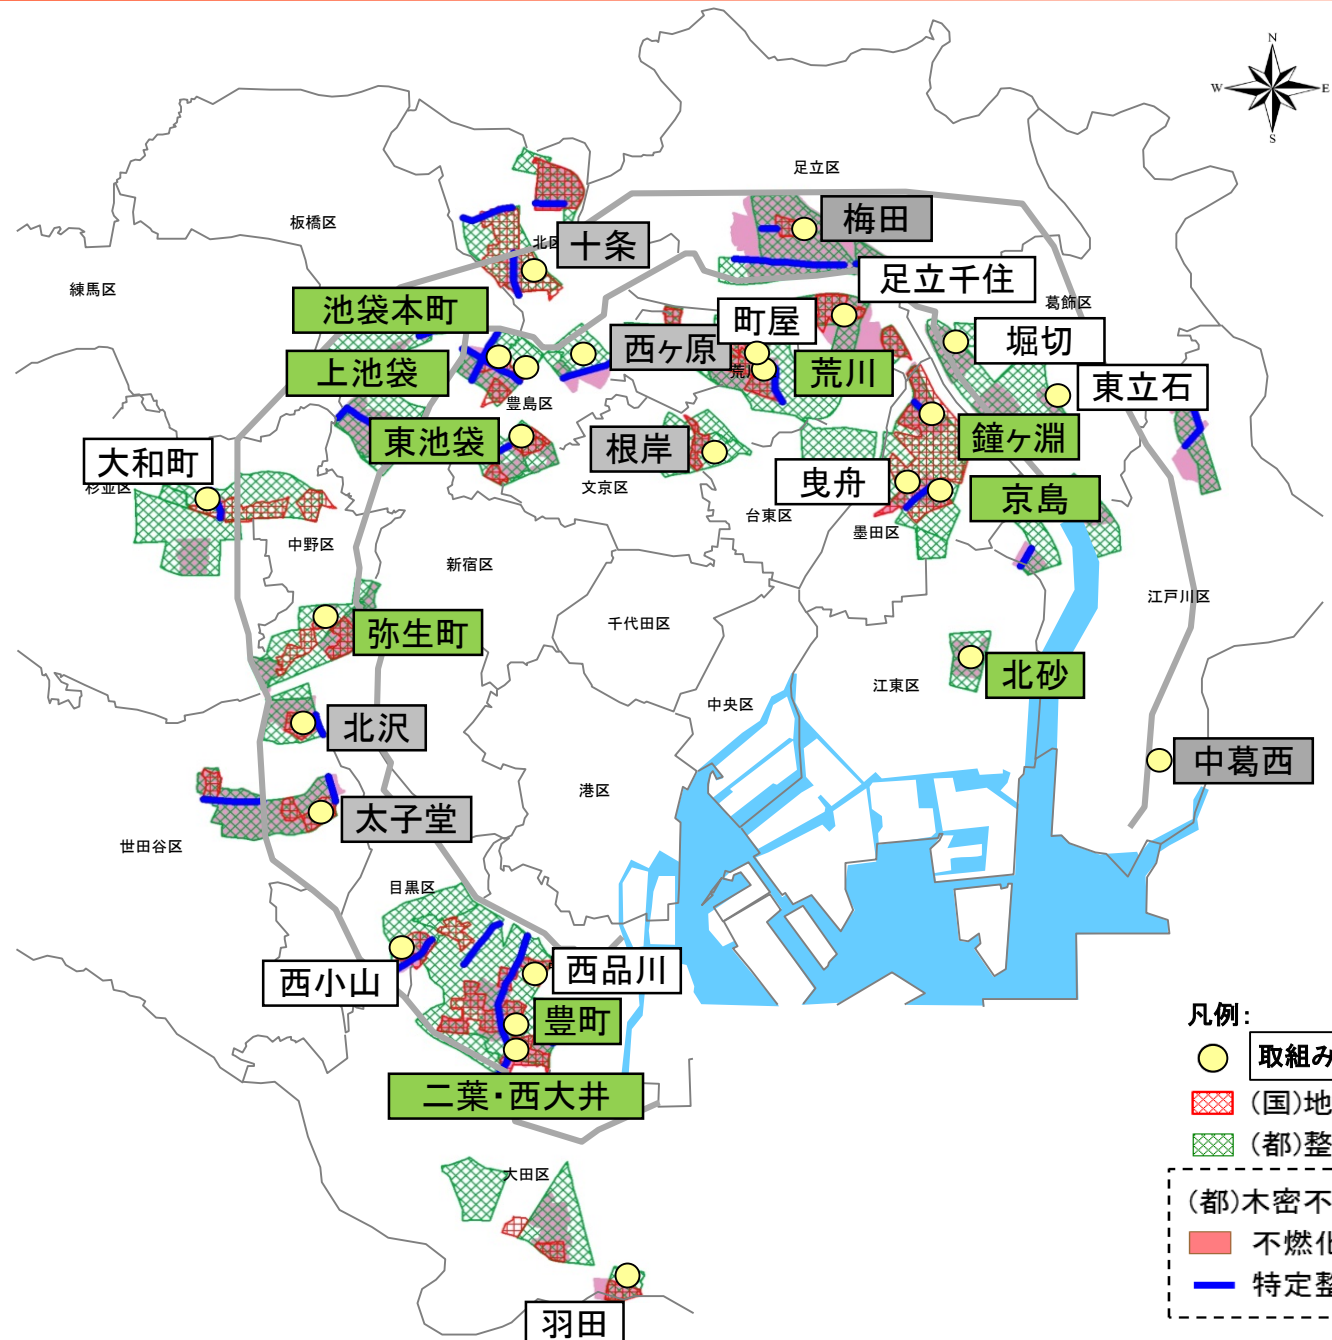 N
W
E
S
足立区
板橋区
梅田
十条
北区
練馬区
足立千住
葛飾区
池袋本町
町屋
堀切
西ヶ原
上池袋
荒川
東立石
豊島区
鐘ヶ淵
東池袋
根岸
大和町
曳舟
杉並区
文京区
京島
台東区
墨田区
中野区
新宿区
江戸川区
千代田区
弥生町
北砂
江東区
中央区
北沢
中葛西
港区
太子堂
世田谷区
目黒区
西品川
西小山
豊町
二葉・西大井
大田区
羽田
凡例:
取組み
(国)地
(都)整
(都)木密不
不燃化
特定整